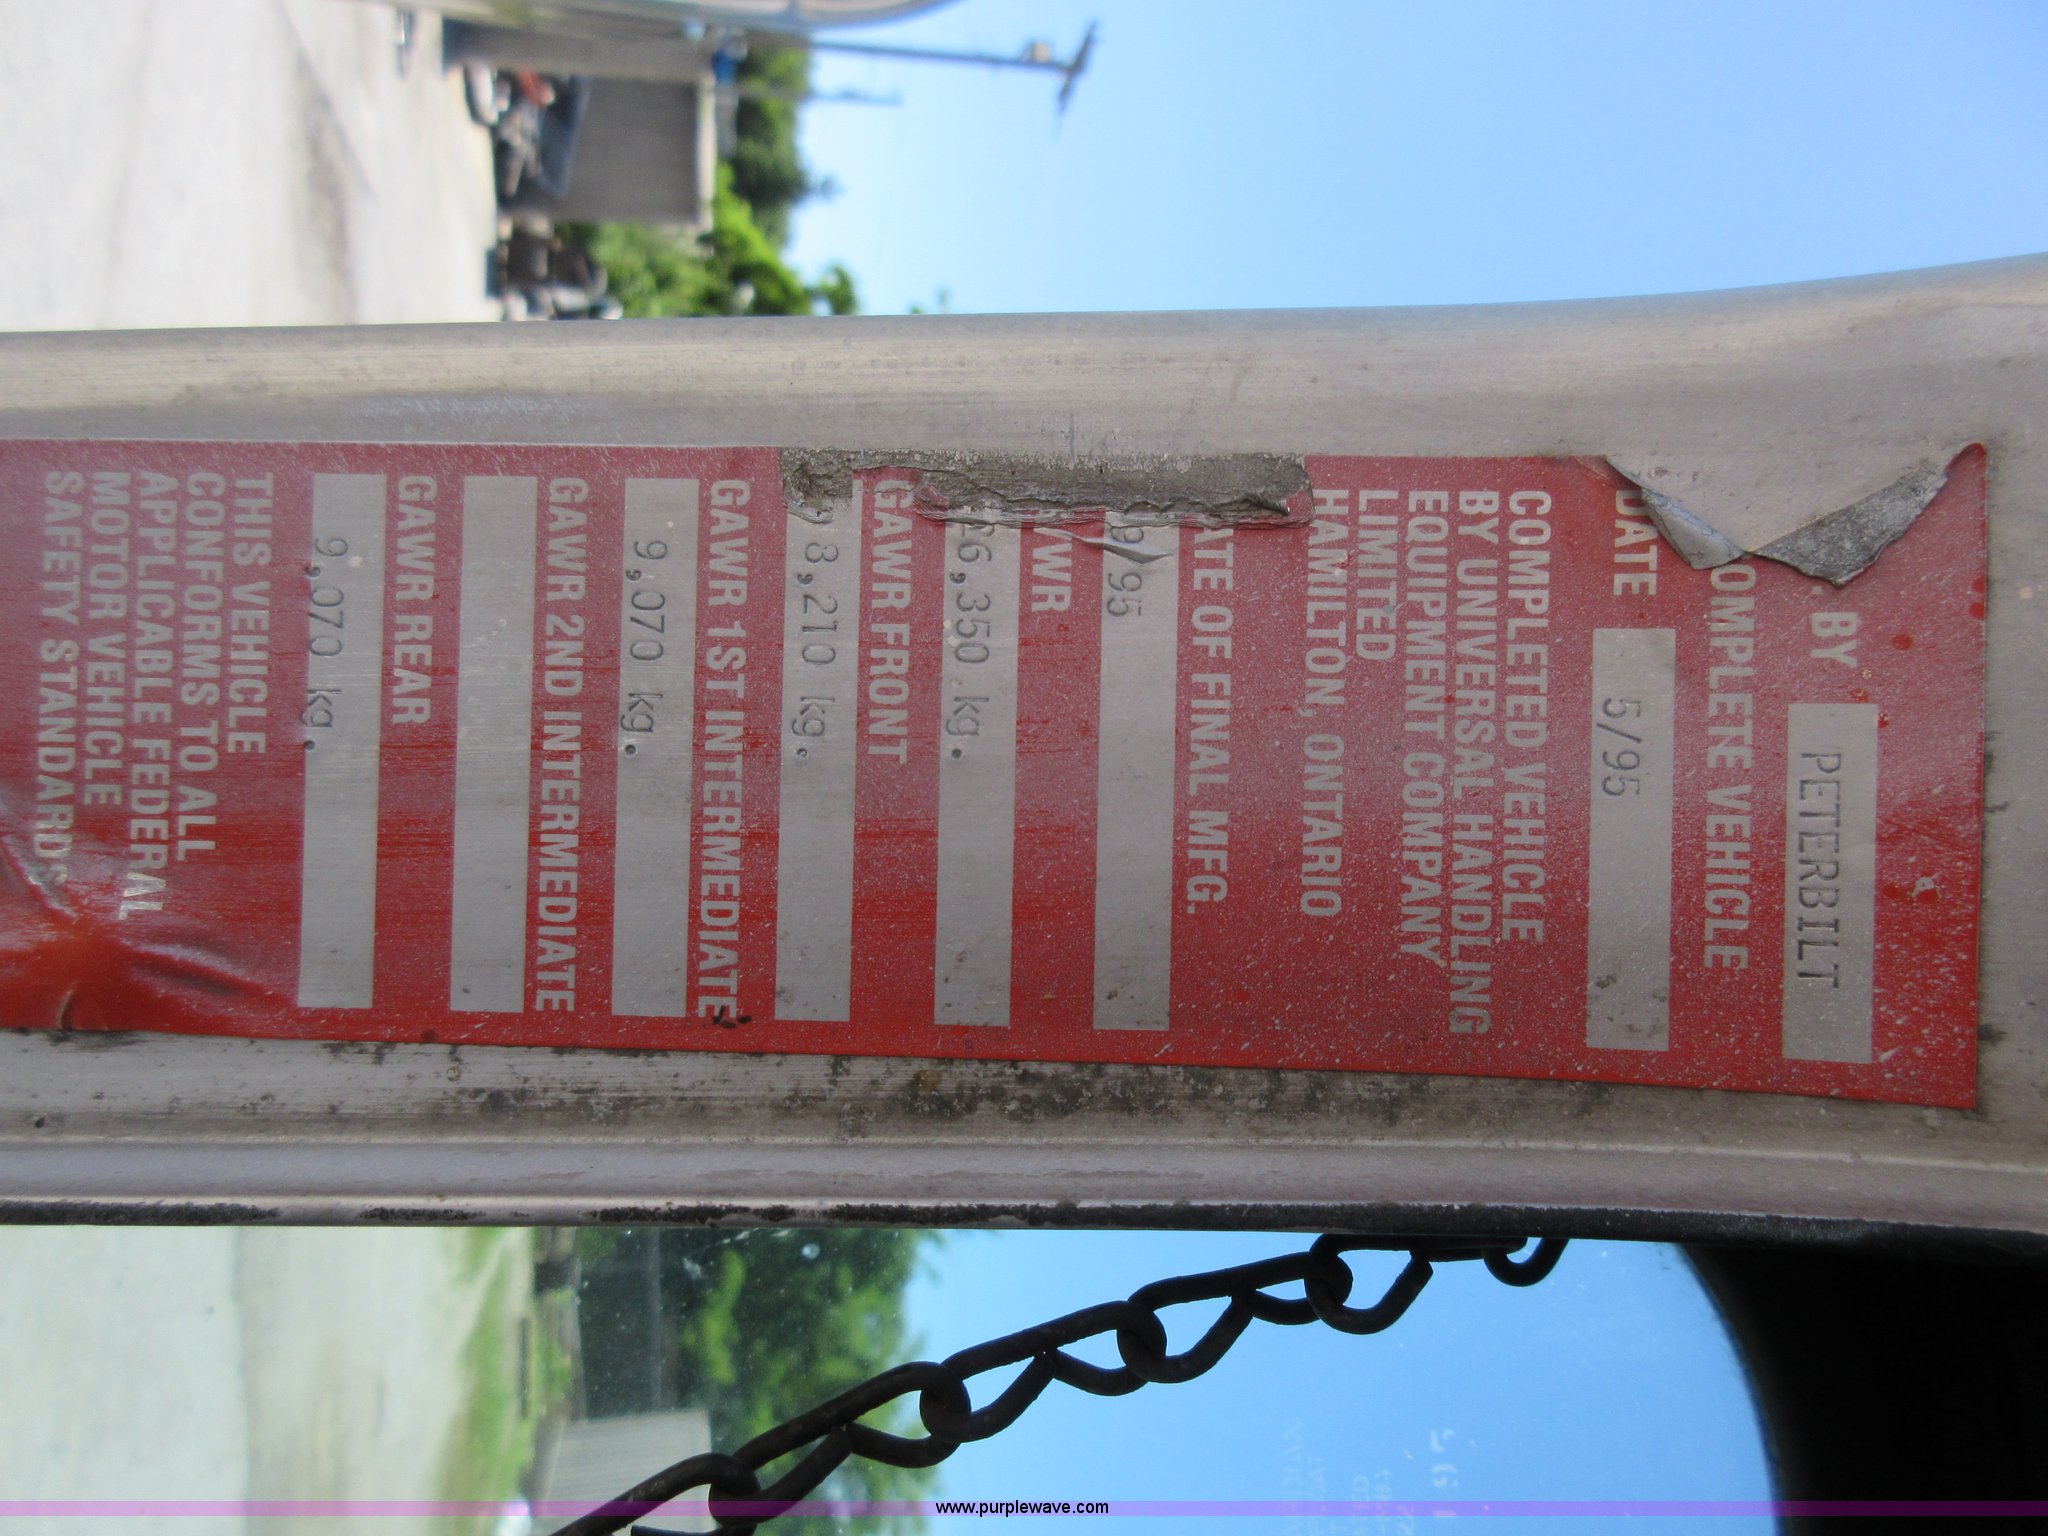 . BY PETERBILT
OMPLETE VEHICLE
DATE 5/95
COMPLETED VEHICLE
BY UNIVERSAL HANDLING
EQUIPMENT COMPANY
LIMITED
HAMILTON, ONTARIO
ATE OF FINAL MFG.
9/95
WR
26,350 kg.
GAWR FRONT
8,210 kg.
GAWR 1ST INTERMEDIATE
9,070 kg.
GAWR 2ND INTERMEDIATE
GAWR REAR
9,070 kg.
THIS VEHICLE
CONFORMS TO ALL
APPLICABLE FEDERAL
MOTOR VEHICLE
SAFETY STANDARDS
www.purplewave.com